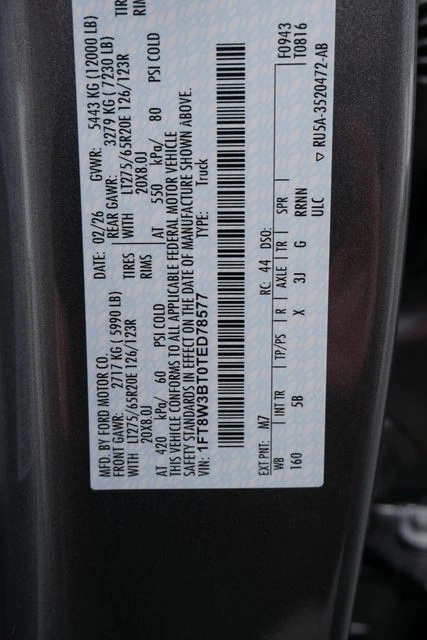 MFD. BY FORD MOTOR CO.
DATE: 02/26 GVWR: 5443 KG (12000 LB)
FRONT GAWR: 2717 KG ( 5990 LB) REAR GAWR: 3279 KG ( 7230 LB)
WITH LT275/65R20E 126/123R TIRES WITH LT275/65R20E 126/123R TIRES
20X8.0J RIMS 20X8.0J RIMS
AT 420 kPa/ 60 PSI COLD AT 550 kPa/ 80 PSI COLD
THIS VEHICLE CONFORMS TO ALL APPLICABLE FEDERAL MOTOR VEHICLE
SAFETY STANDARDS IN EFFECT ON THE DATE OF MANUFACTURE SHOWN ABOVE.
VIN: 1FT8W3BT0TED78577 TYPE: Truck
F0943
T0816
EXT PNT: M7 RC: 44 DSO:
WB INT TR TP/PS R AXLE TR SPR
160 5B X 3J G RRNN
ULC
▽ RU5A-3520472-AB